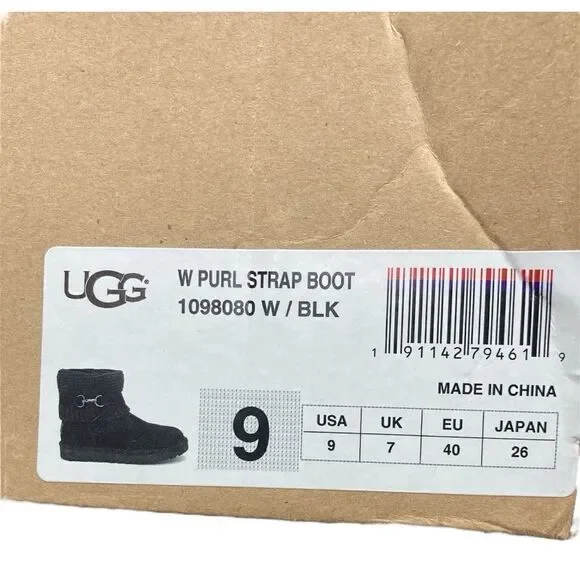 UGG
W PURL STRAP BOOT
1098080 W / BLK
1 91142 79461 9
MADE IN CHINA
9
USA UK EU JAPAN
9 7 40 26